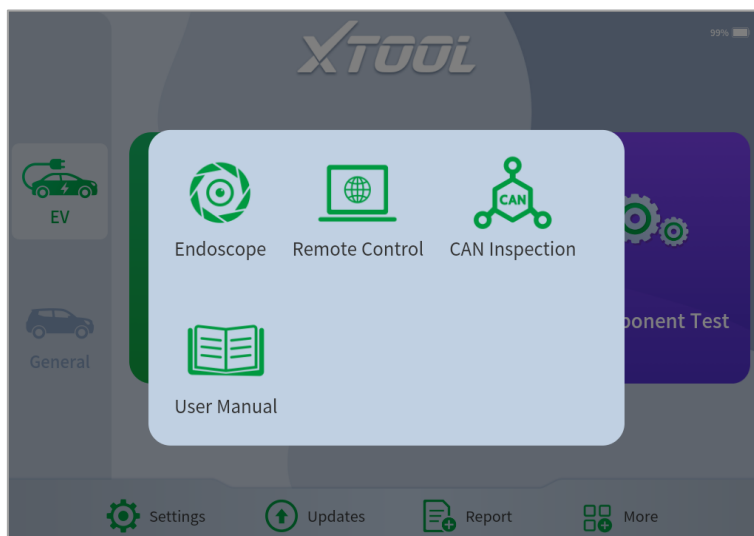 XTOOL
99%
EV
General
Endoscope
Remote Control
CAN
CAN Inspection
User Manual
ponent Test
Settings
Updates
Report
More